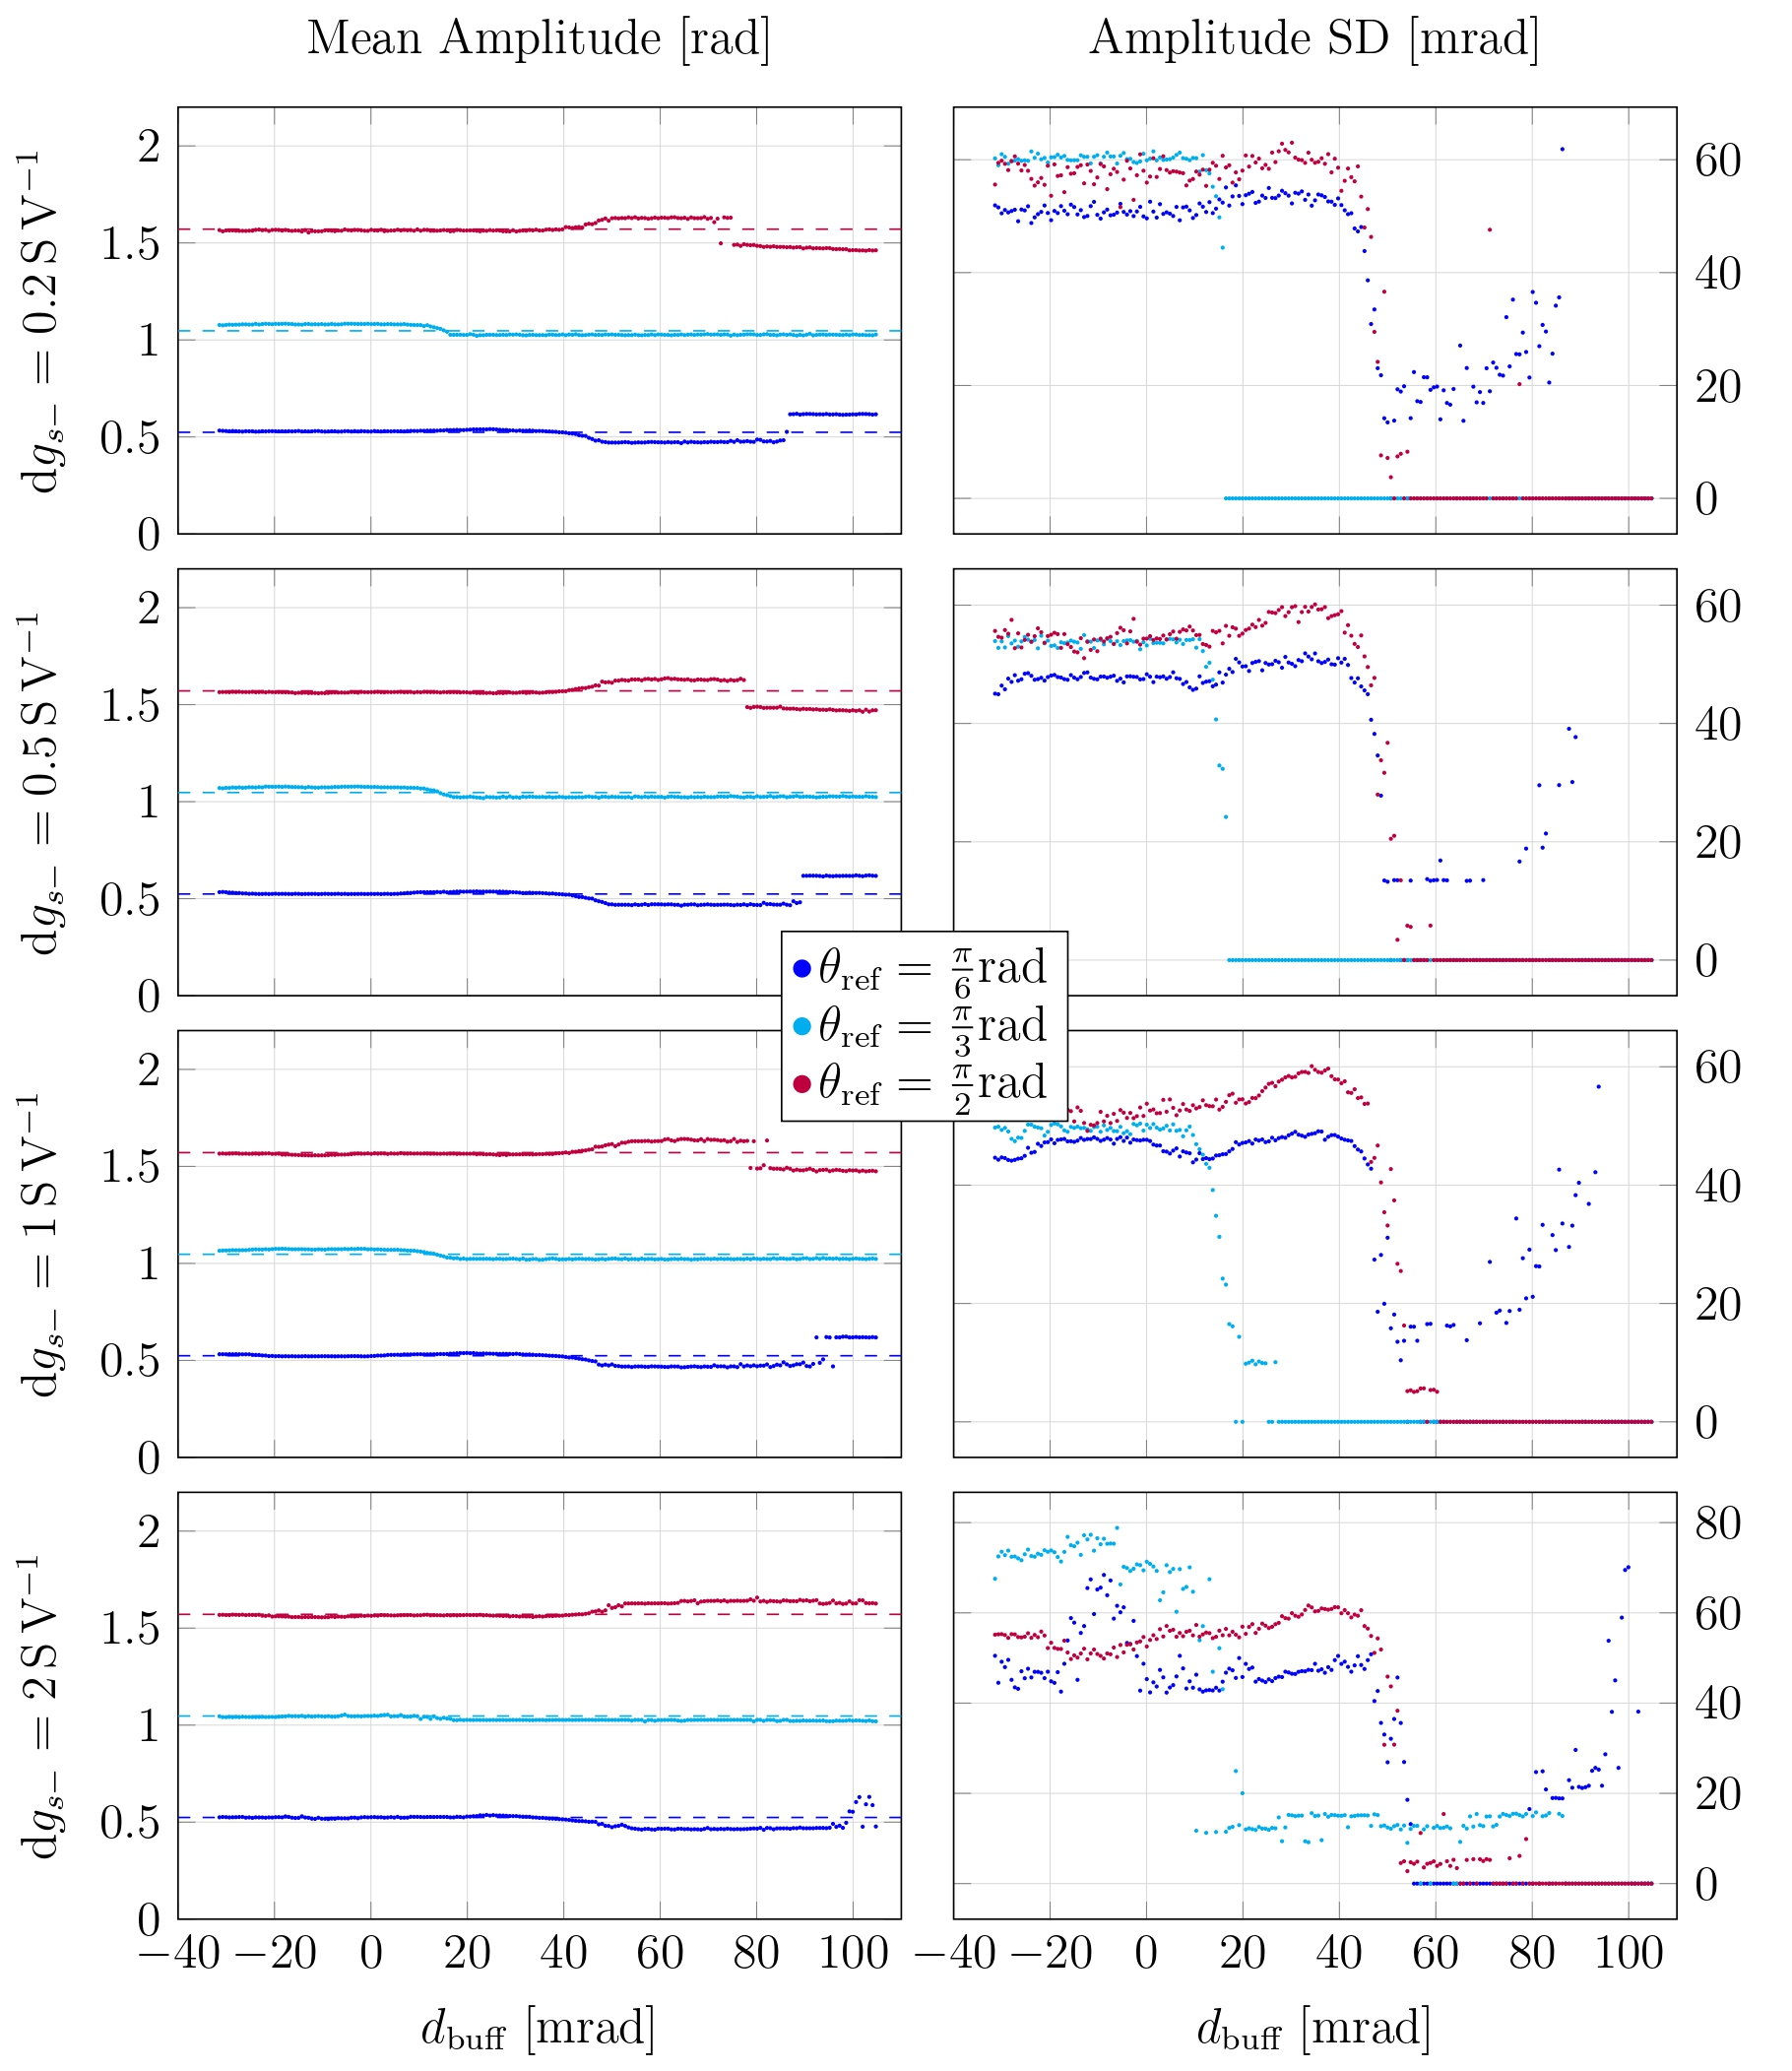 Mean Amplitude [rad]
Amplitude SD [mrad]
dg_{s−} = 0.2 S V^{−1}
2
1.5
1
0.5
0
60
40
20
0
dg_{s−} = 0.5 S V^{−1}
2
1.5
1
0.5
0
60
40
20
0
θ_ref = π/6 rad
θ_ref = π/3 rad
θ_ref = π/2 rad
dg_{s−} = 1 S V^{−1}
2
1.5
1
0.5
0
60
40
20
0
dg_{s−} = 2 S V^{−1}
2
1.5
1
0.5
0
80
60
40
20
0
−40 −20 0 20 40 60 80 100
−40 −20 0 20 40 60 80 100
d_buff [mrad]
d_buff [mrad]